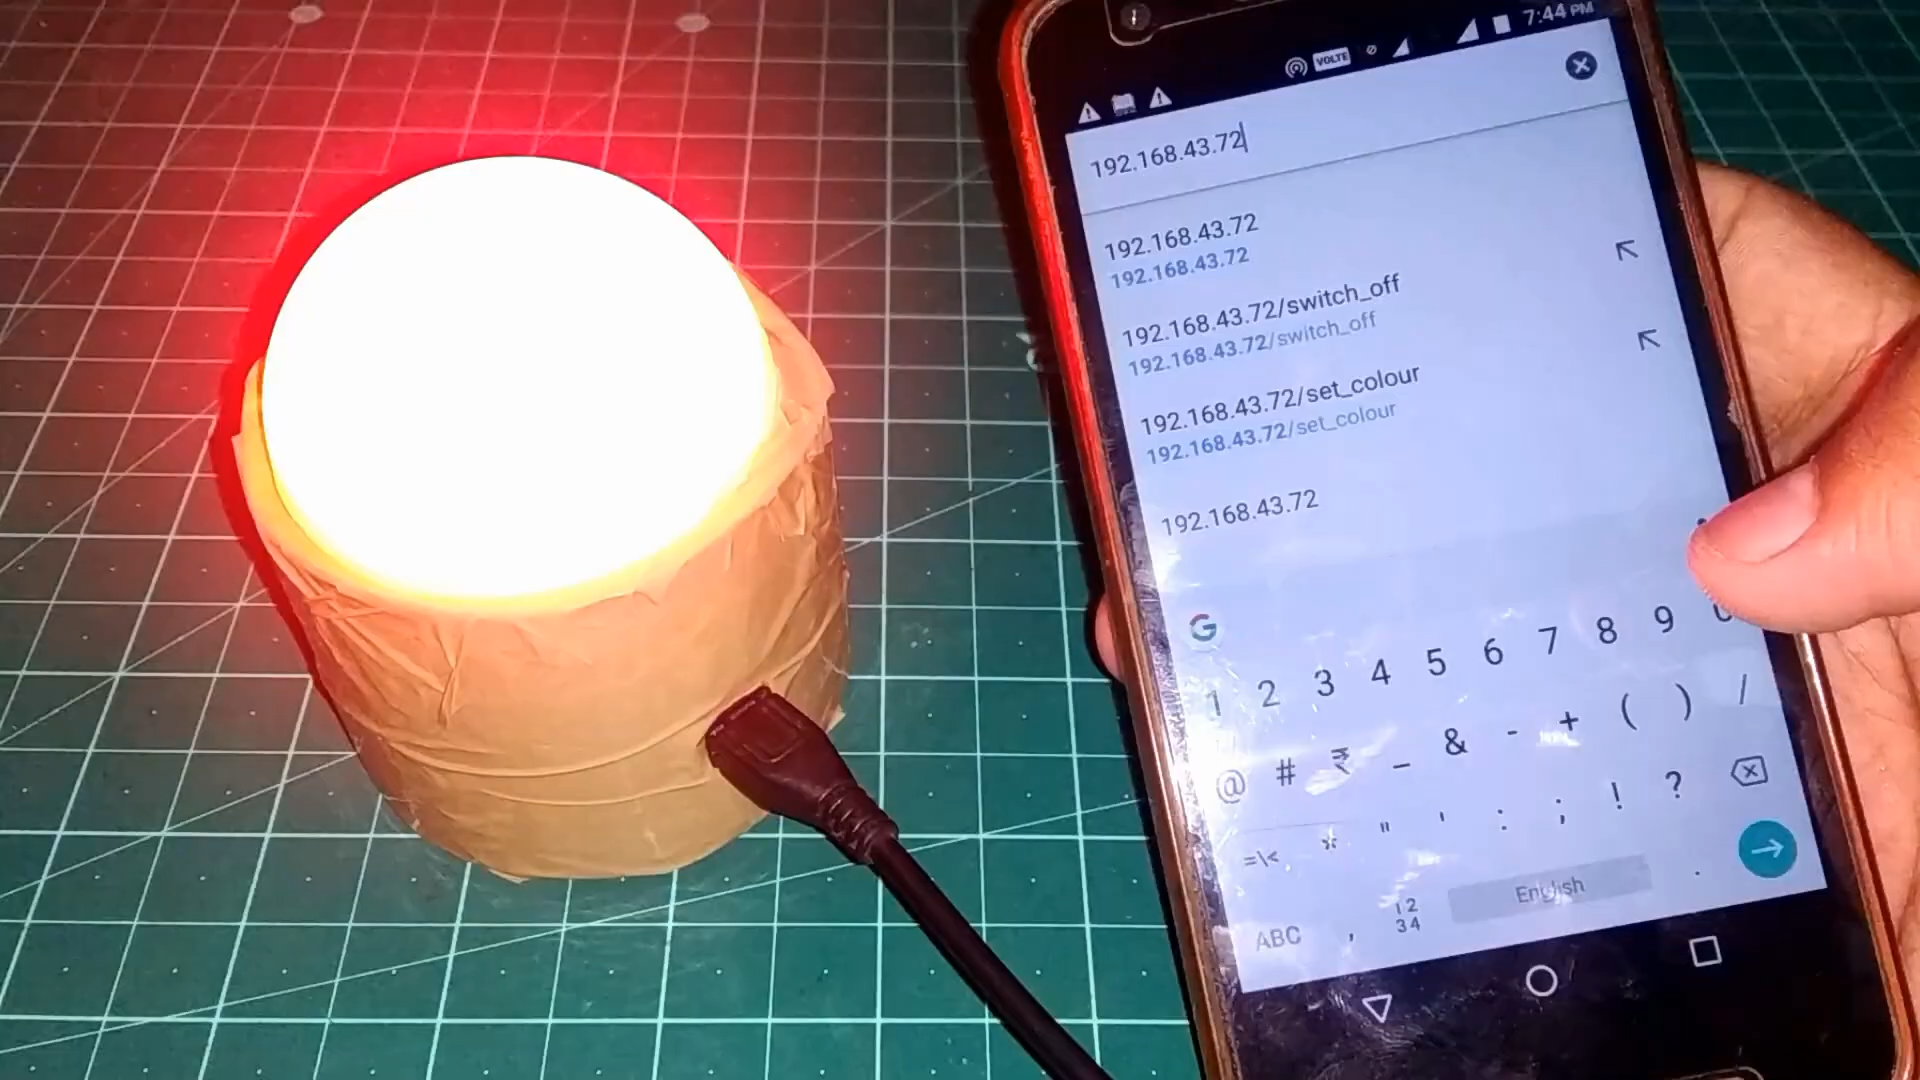 VOLTE 7:44 PM
192.168.43.72
192.168.43.72
192.168.43.72
192.168.43.72/switch_off
192.168.43.72/switch_off
192.168.43.72/set_colour
192.168.43.72/set_colour
192.168.43.72
G
1 2 3 4 5 6 7 8 9
@ # ₹ _ & - + ( ) /
=\< * " ' : ; ! ?
ABC , 12 English .
34